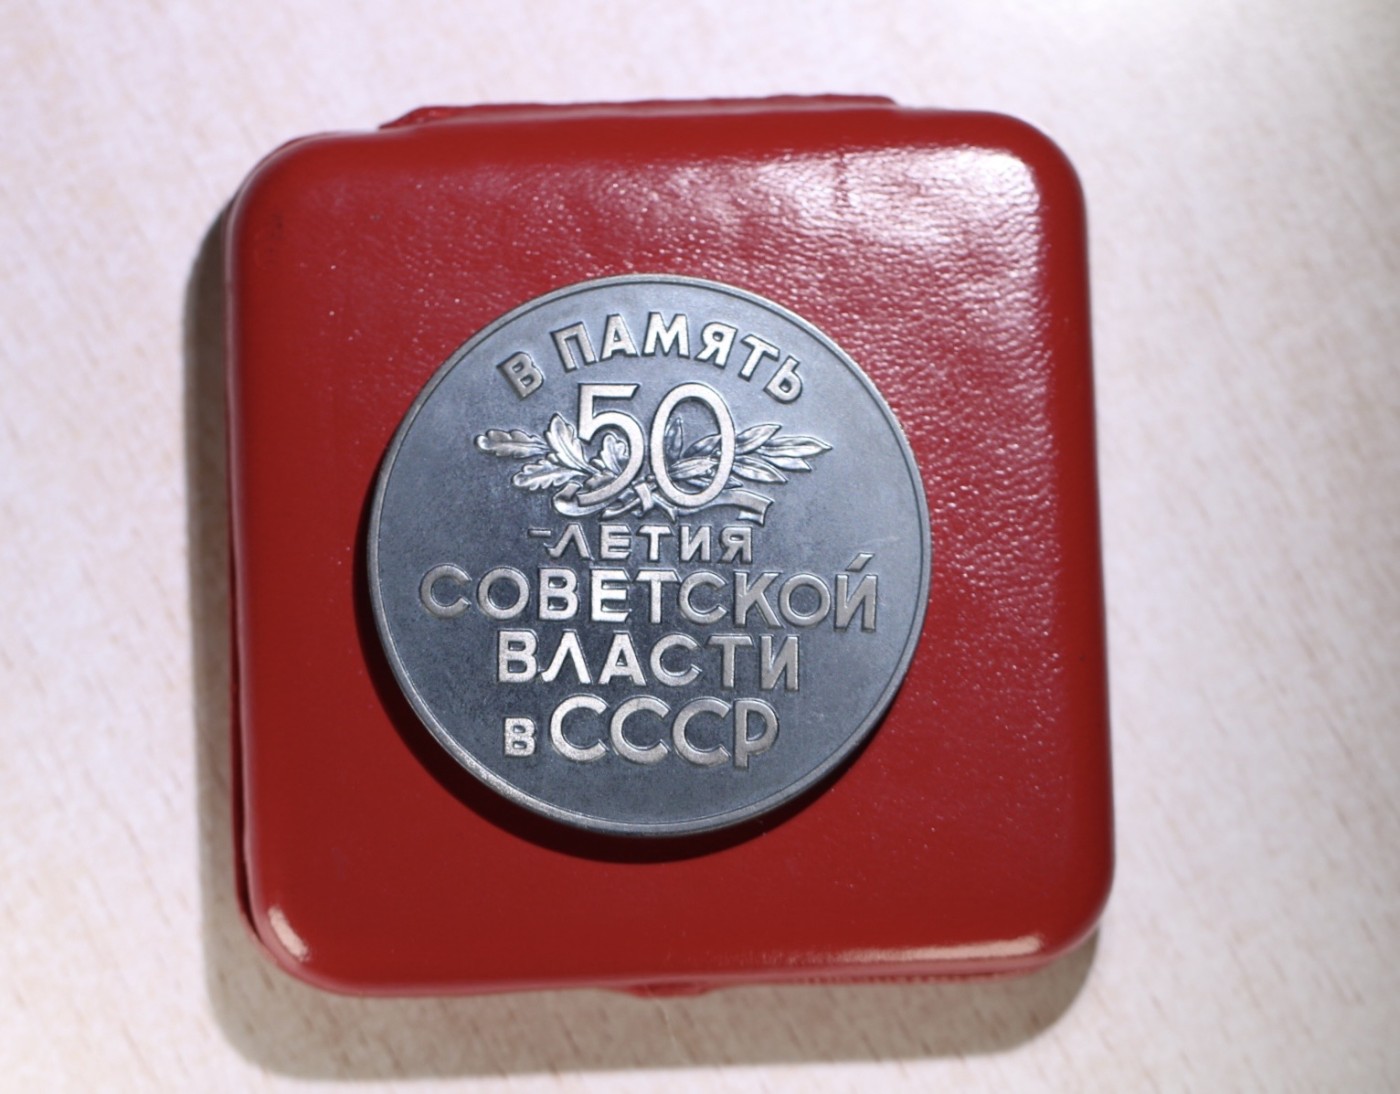 В ПАМЯТЬ
50
-ЛЕТИЯ
СОВЕТСКОЙ
ВЛАСТИ
в СССР